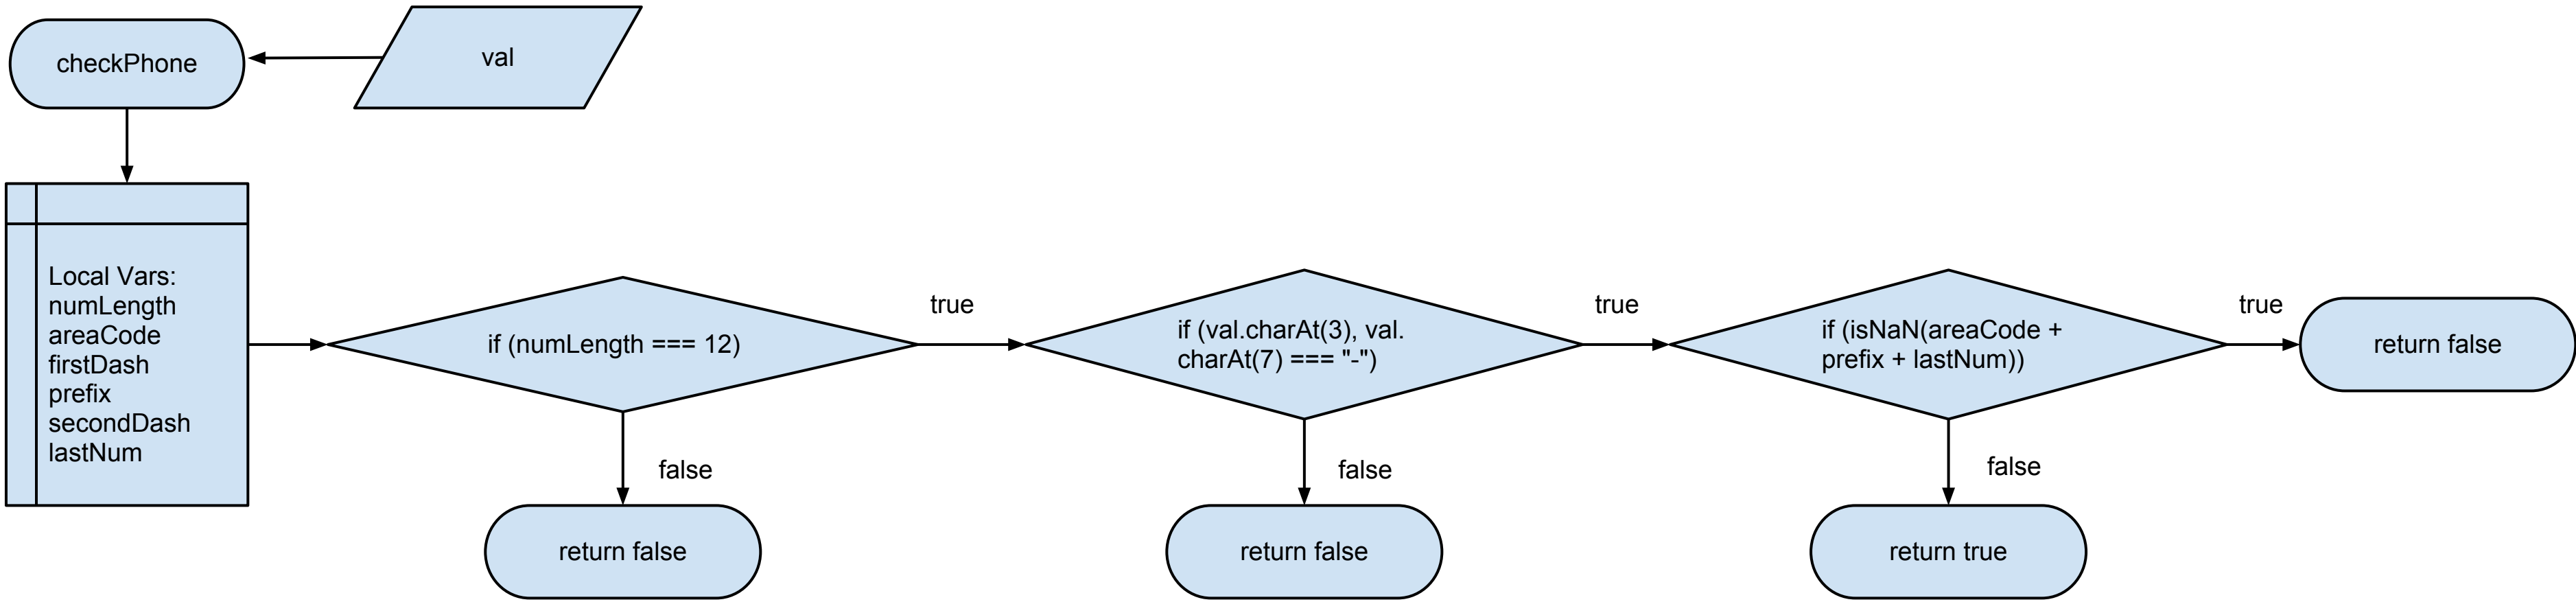 checkPhone
val
Local Vars:
numLength
areaCode
firstDash
prefix
secondDash
lastNum
if (numLength === 12)
true
false
return false
if (val.charAt(3), val.
charAt(7) === "-")
true
false
return false
if (isNaN(areaCode +
prefix + lastNum))
true
return false
false
return true